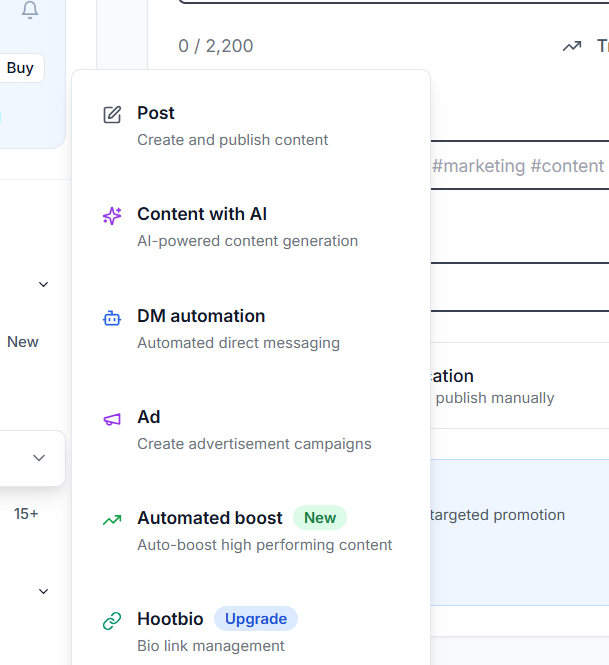 0 / 2,200
Buy
Post
Create and publish content
#marketing #content
Content with AI
AI-powered content generation
DM automation
Automated direct messaging
New
ation
publish manually
Ad
Create advertisement campaigns
15+
Automated boost New
Auto-boost high performing content
targeted promotion
Hootbio Upgrade
Bio link management